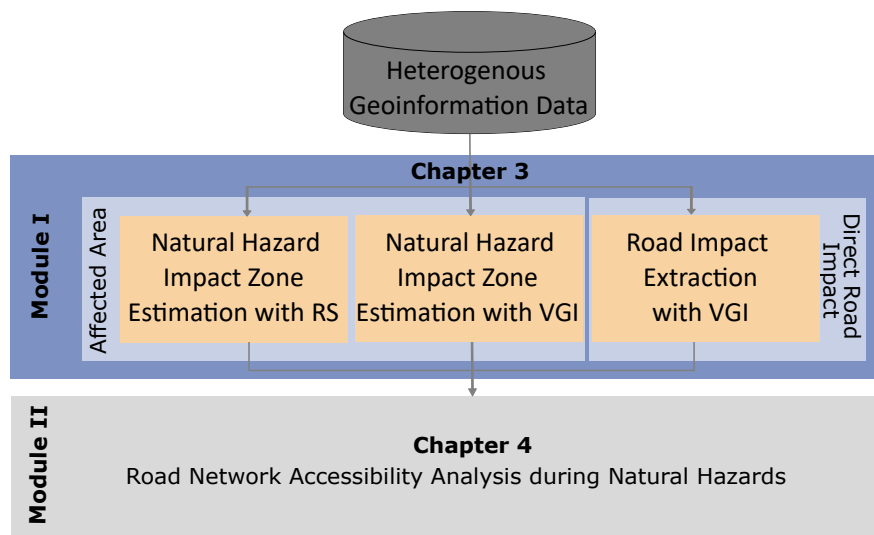 Heterogenous
Geoinformation Data
Chapter 3
Module I
Affected Area
Natural Hazard
Impact Zone
Estimation with RS
Natural Hazard
Impact Zone
Estimation with VGI
Road Impact
Extraction
with VGI
Direct Road
Impact
Module II
Chapter 4
Road Network Accessibility Analysis during Natural Hazards